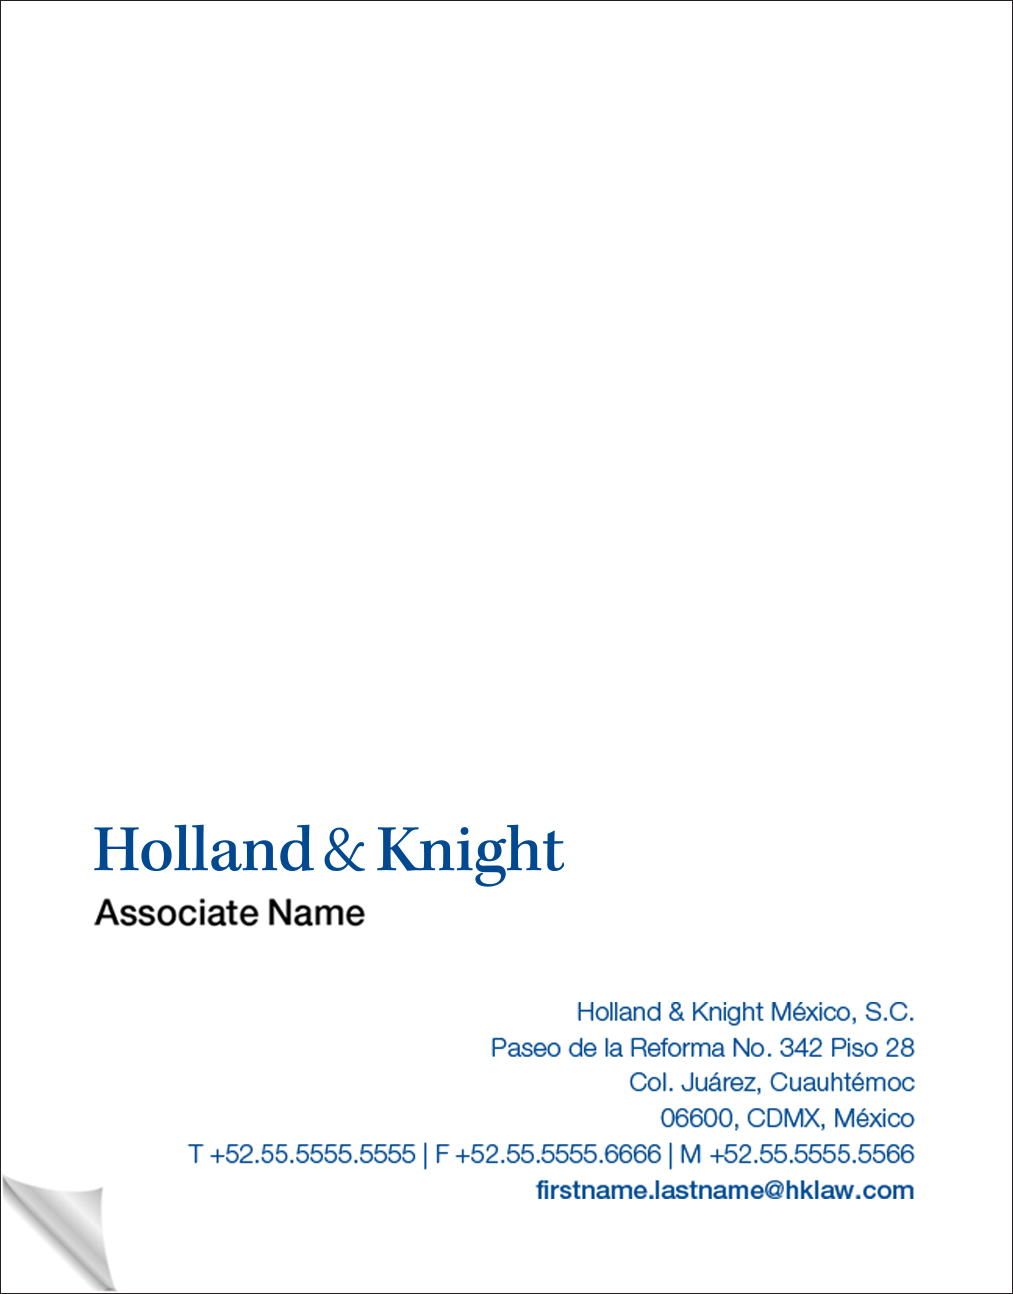 Holland & Knight
Associate Name
Holland & Knight México, S.C.
Paseo de la Reforma No. 342 Piso 28
Col. Juárez, Cuauhtémoc
06600, CDMX, México
T +52.55.5555.5555 | F +52.55.5555.6666 | M +52.55.5555.5566
firstname.lastname@hklaw.com